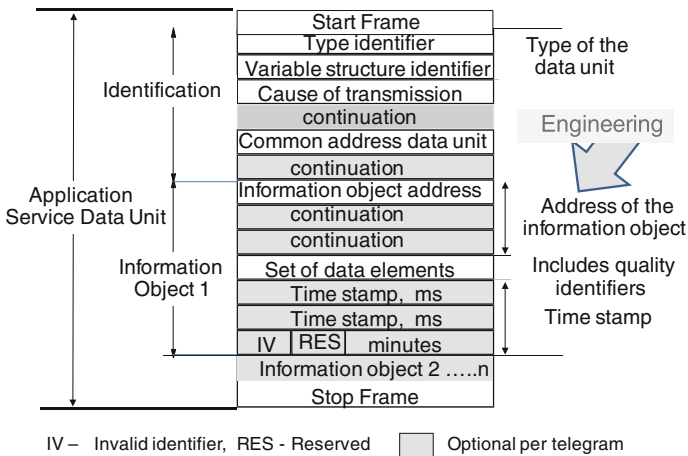 Start Frame
Type identifier
Variable structure identifier
Cause of transmission
continuation
Common address data unit
continuation
Information object address
continuation
continuation
Set of data elements
Time stamp, ms
Time stamp, ms
IV RES minutes
Information object 2 .....n
Stop Frame
Identification
Application
Service Data Unit
Information
Object 1
Type of the
data unit
Engineering
Address of the
information object
Includes quality
identifiers
Time stamp
IV – Invalid identifier, RES - Reserved
Optional per telegram